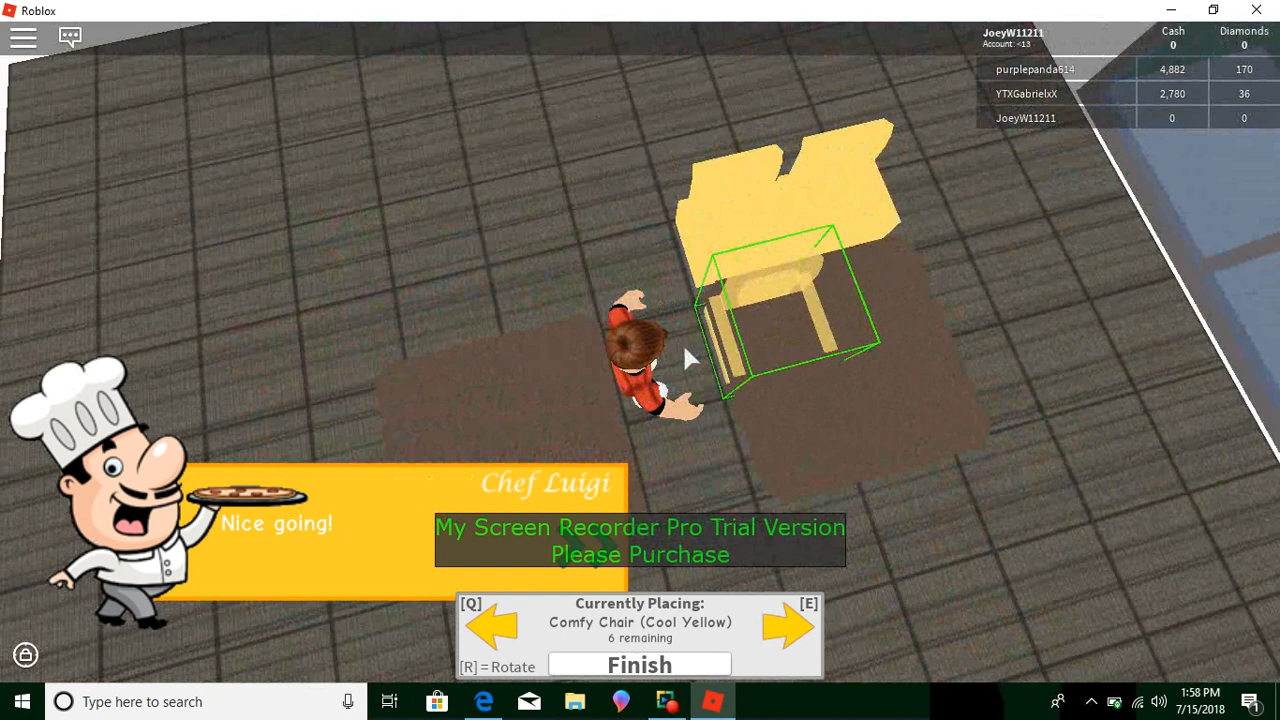 Roblox
JoeyW11211
Account: <13
Cash
0
Diamonds
0
purplepanda614
4,882
170
YTXGabrielxX
2,780
36
JoeyW11211
0
0
Chef Luigi
Nice going!
My Screen Recorder Pro Trial Version
Please Purchase
[Q]
Currently Placing:
[E]
Comfy Chair (Cool Yellow)
6 remaining
[R] = Rotate
Finish
Type here to search
1:58 PM
7/15/2018
1